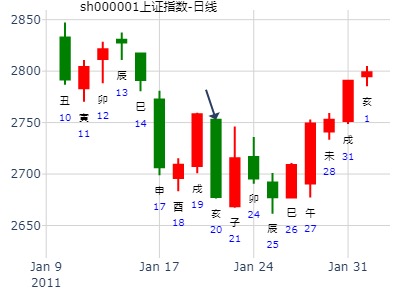 sh000001上证指数-日线
2850
2800
2750
2700
2650
丑
10
寅
11
卯
12
辰
13
巳
14
申
17
酉
18
戌
19
亥
20
子
21
卯
24
辰
25
巳
26
午
27
未
28
戌
31
亥
1
Jan 9
2011
Jan 17
Jan 24
Jan 31